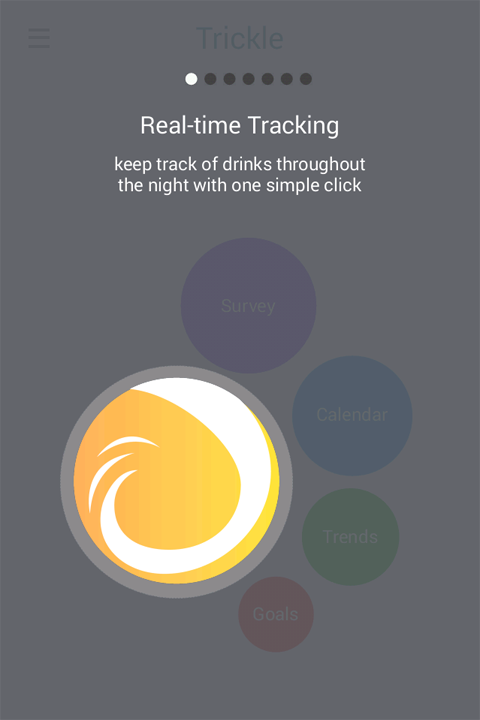 Trickle
Real-time Tracking
keep track of drinks throughout
the night with one simple click
Survey
Calendar
Trends
Goals